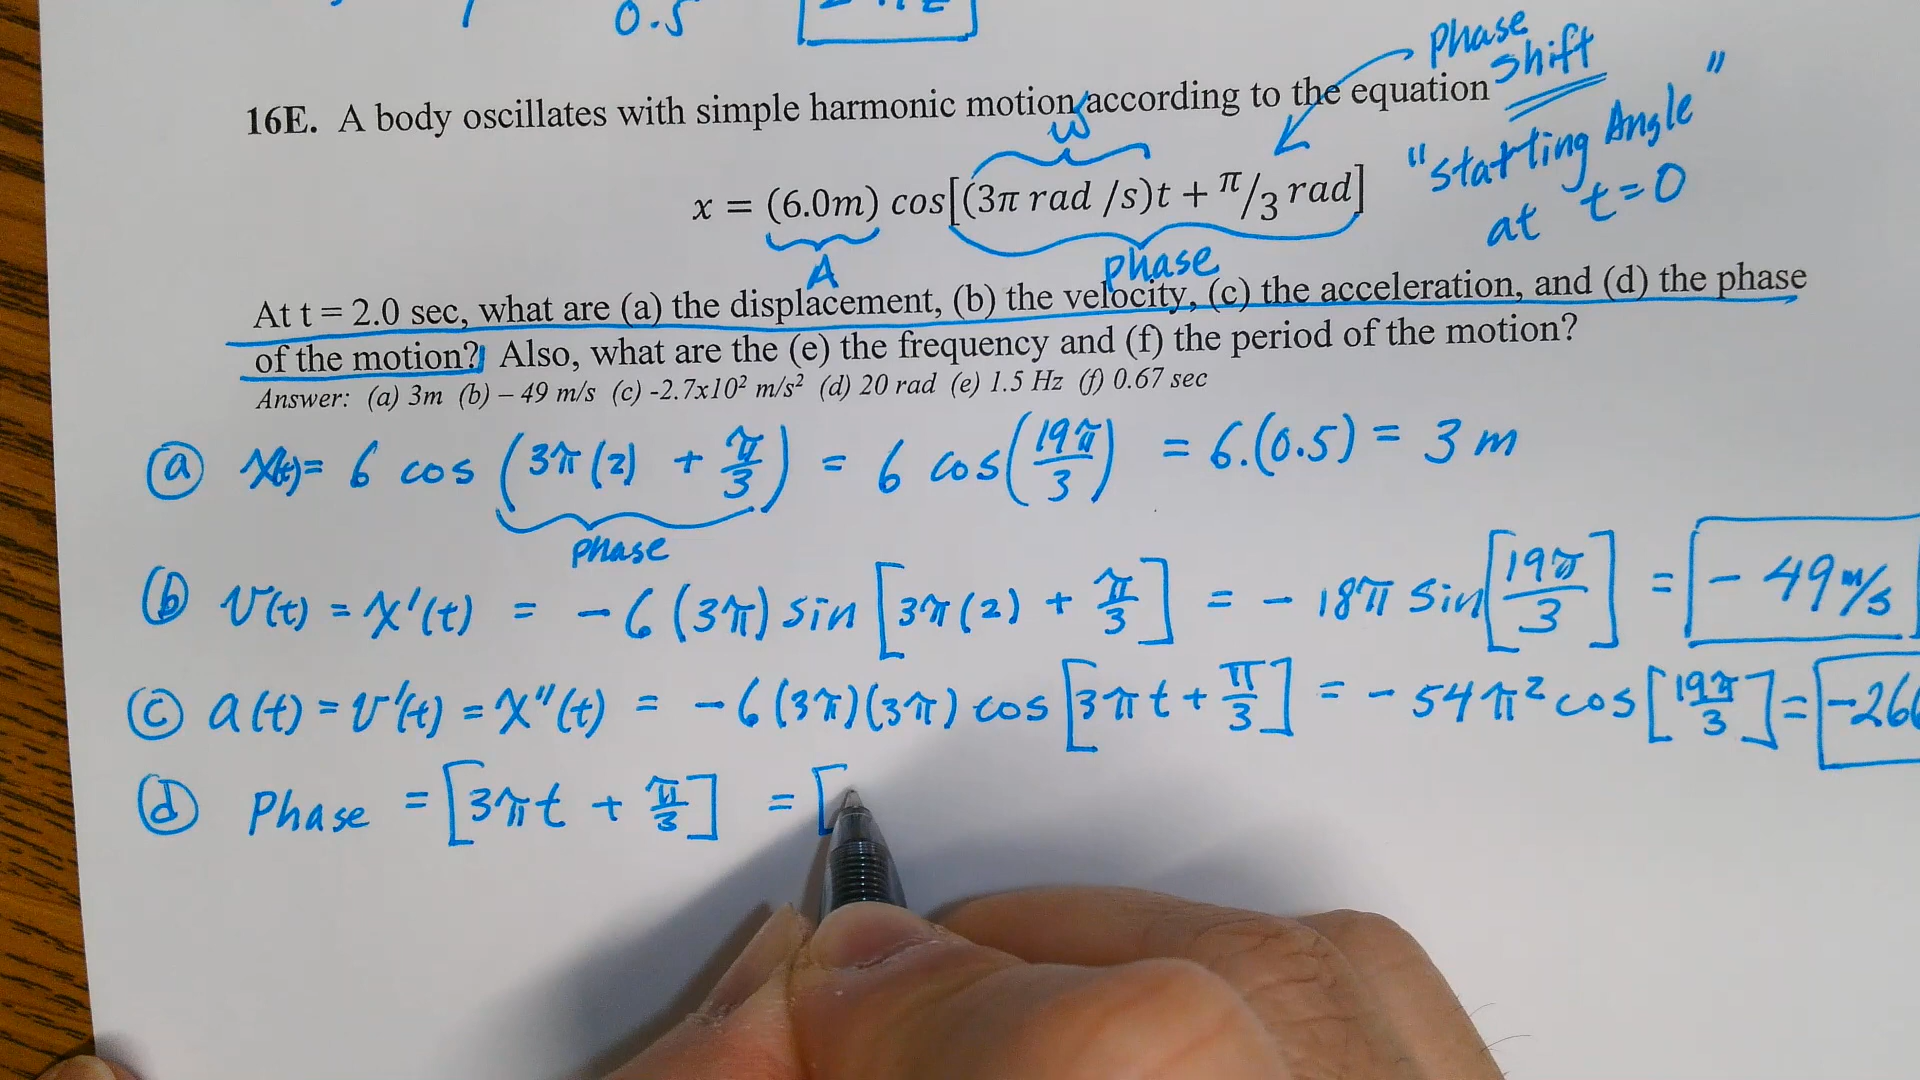 0.5
phase
shift
16E. A body oscillates with simple harmonic motion according to the equation
ω
"starting Angle"
x = (6.0m) cos[(3π rad /s)t + π/3 rad]
at t=0
A
phase
At t = 2.0 sec, what are (a) the displacement, (b) the velocity, (c) the acceleration, and (d) the phase
of the motion? Also, what are the (e) the frequency and (f) the period of the motion?
Answer: (a) 3m (b) – 49 m/s (c) -2.7x10² m/s² (d) 20 rad (e) 1.5 Hz (f) 0.67 sec
(a) x(t)= 6 cos (3π(2) + π/3) = 6 cos(19π/3) = 6.(0.5) = 3 m
phase
(b) v(t) = x'(t) = -6 (3π) sin [3π(2) + π/3] = - 18π sin[19π/3] = - 49 m/s
(c) a(t) = v'(t) = x"(t) = -6 (3π)(3π) cos [3πt + π/3] = - 54π² cos[19π/3] = -26
(d) Phase = [3πt + π/3] = [